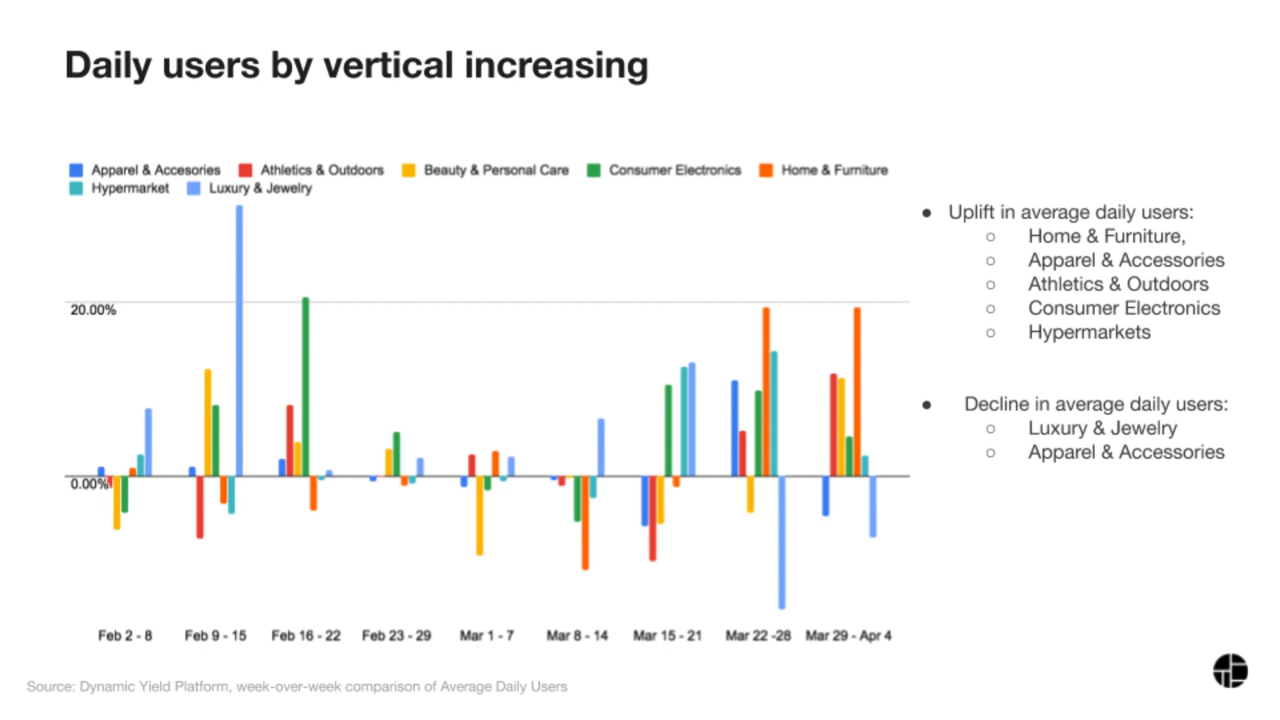 Daily users by vertical increasing
Apparel & Accesories Athletics & Outdoors Beauty & Personal Care Consumer Electronics Home & Furniture
Hypermarket Luxury & Jewelry
20.00%
0.00%
Feb 2 - 8 Feb 9 - 15 Feb 16 - 22 Feb 23 - 29 Mar 1 - 7 Mar 8 - 14 Mar 15 - 21 Mar 22 -28 Mar 29 - Apr 4
● Uplift in average daily users:
○ Home & Furniture,
○ Apparel & Accessories
○ Athletics & Outdoors
○ Consumer Electronics
○ Hypermarkets
● Decline in average daily users:
○ Luxury & Jewelry
○ Apparel & Accessories
Source: Dynamic Yield Platform, week-over-week comparison of Average Daily Users